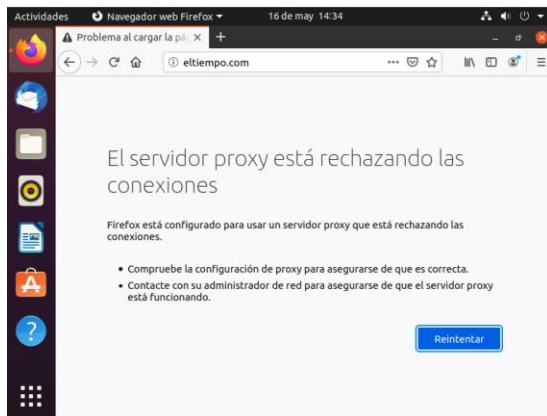 Actividades Navegador web Firefox 16 de may 14:34
Problema al cargar la pág
eltiempo.com
El servidor proxy está rechazando las
conexiones
Firefox está configurado para usar un servidor proxy que está rechazando las
conexiones.
• Compruebe la configuración de proxy para asegurarse de que es correcta.
• Contacte con su administrador de red para asegurarse de que el servidor proxy
está funcionando.
Reintentar